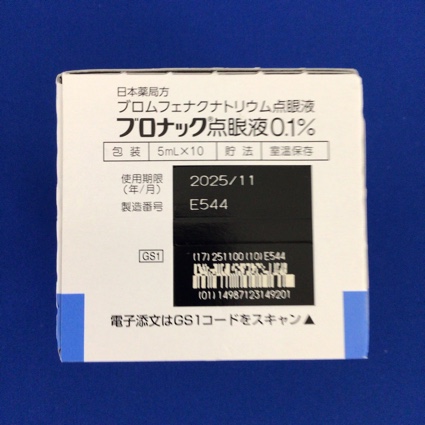 日本薬局方
ブロムフェナクナトリウム点眼液
ブロナック®点眼液0.1%
包装 5mL×10 貯法 室温保存
使用期限 2025/11
(年/月)
製造番号 E544
GS1 (17)251100(10)E544
(01)14987123149201
電子添文はGS1コードをスキャン▲